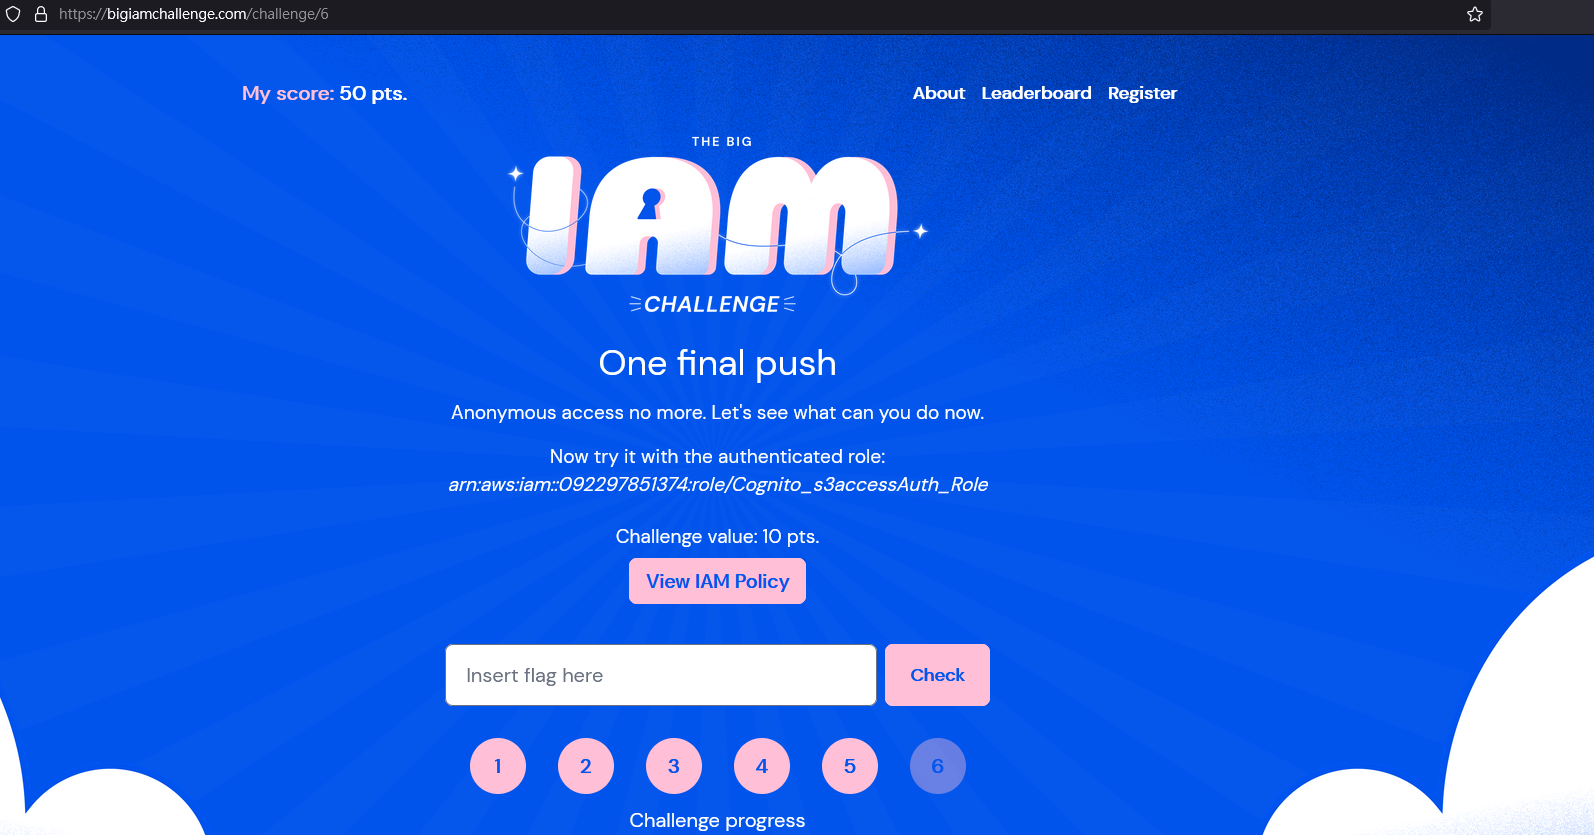 https://bigiamchallenge.com/challenge/6
My score: 50 pts.
About Leaderboard Register
THE BIG
IAM
CHALLENGE
One final push
Anonymous access no more. Let's see what can you do now.
Now try it with the authenticated role:
arn:aws:iam::092297851374:role/Cognito_s3accessAuth_Role
Challenge value: 10 pts.
View IAM Policy
Insert flag here
Check
1 2 3 4 5 6
Challenge progress